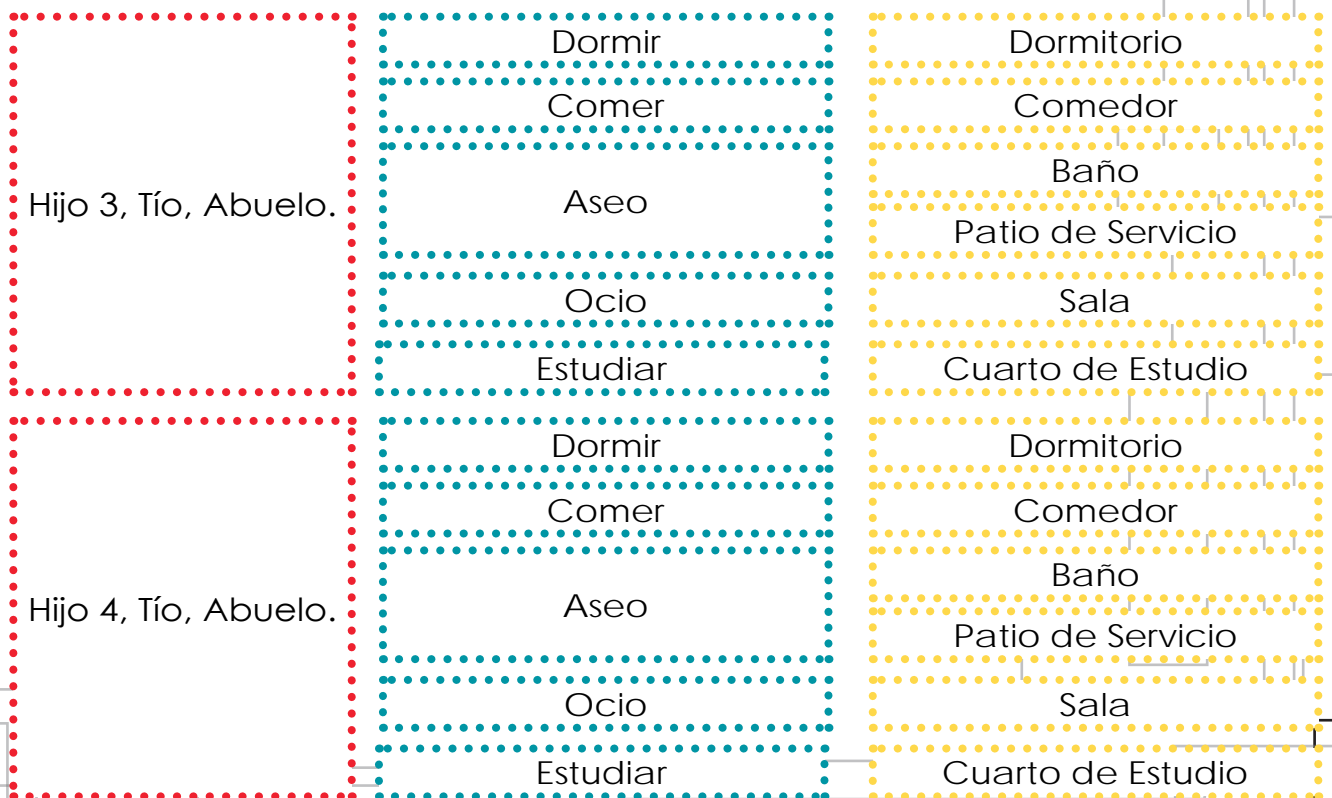 Hijo 3, Tío, Abuelo.
Dormir
Comer
Aseo
Ocio
Estudiar
Dormitorio
Comedor
Baño
Patio de Servicio
Sala
Cuarto de Estudio
Hijo 4, Tío, Abuelo.
Dormir
Comer
Aseo
Ocio
Estudiar
Dormitorio
Comedor
Baño
Patio de Servicio
Sala
Cuarto de Estudio